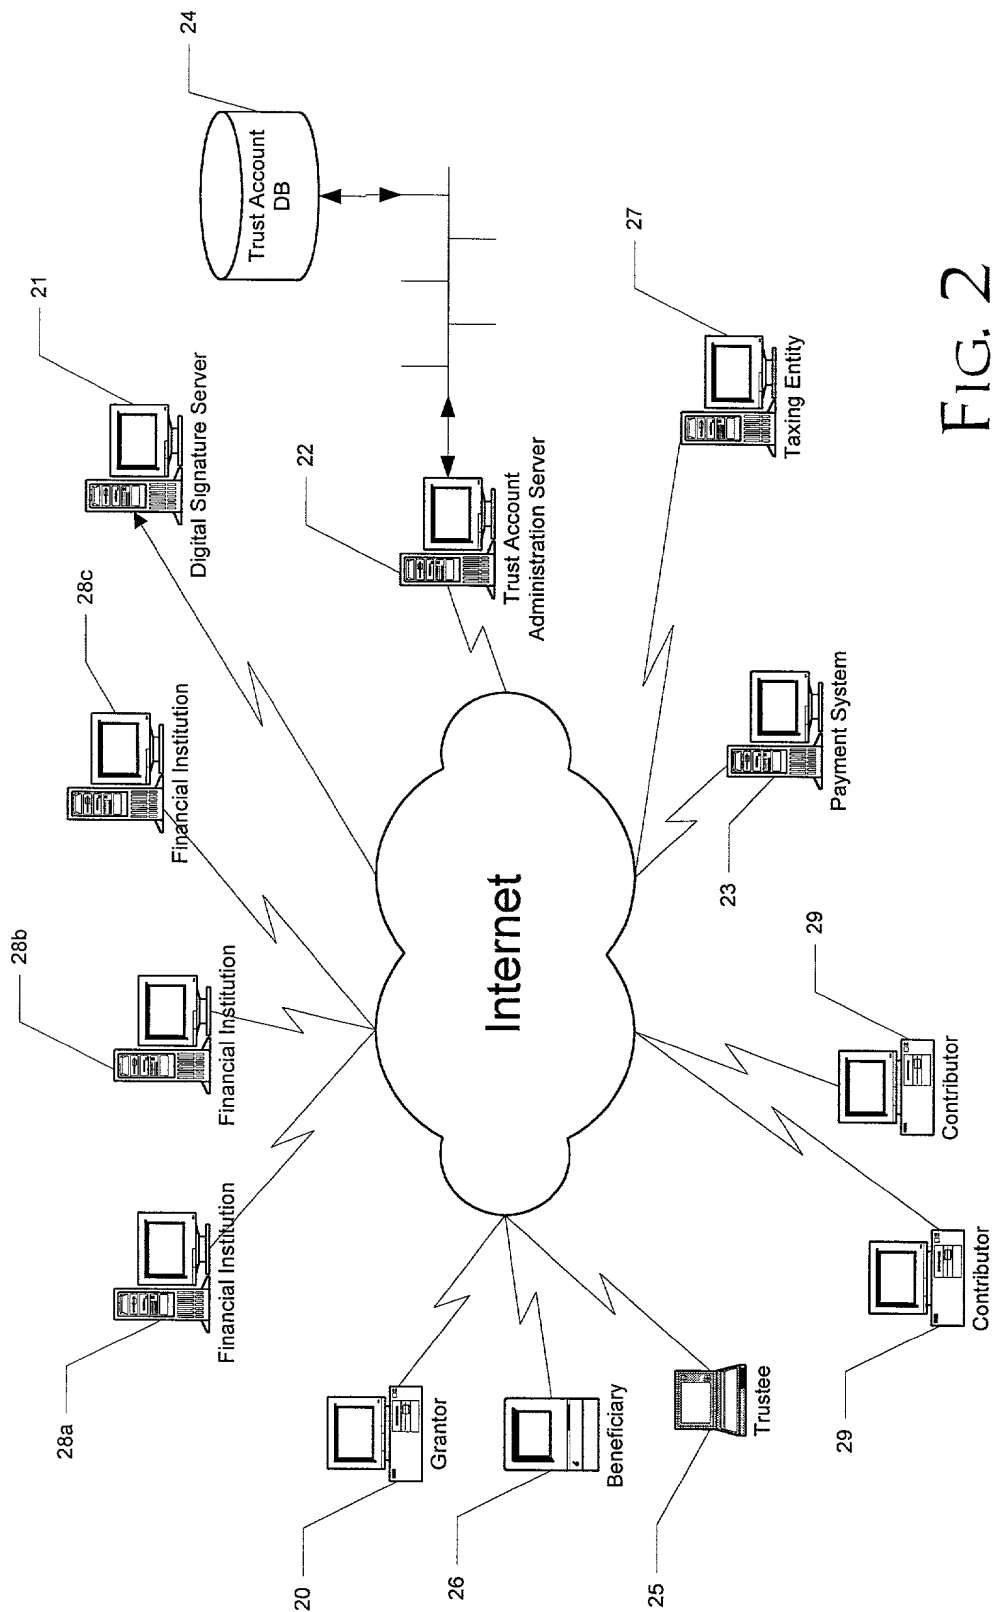 28a
Financial Institution
28b
Financial Institution
28c
Financial Institution
21
Digital Signature Server
24
Trust Account
DB
20
Grantor
26
Beneficiary
25
Trustee
Internet
22
Trust Account
Administration Server
29
Contributor
29
Contributor
23
Payment System
27
Taxing Entity
FIG. 2